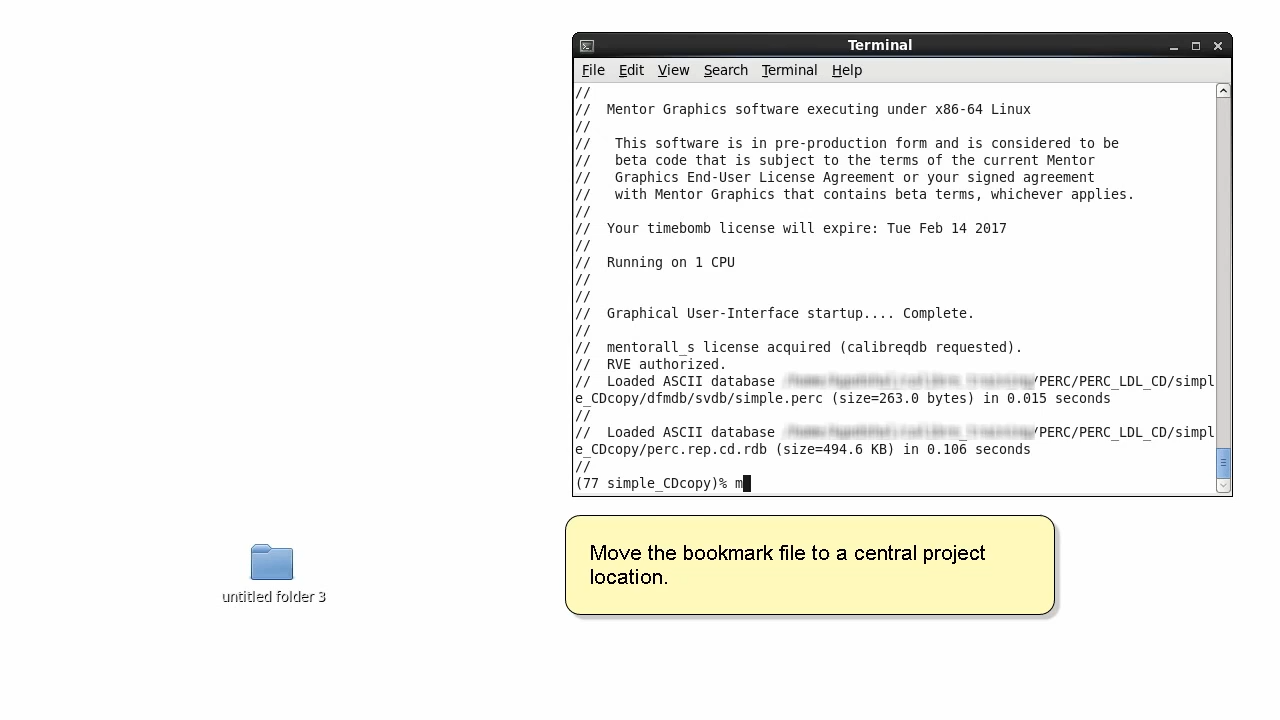 Terminal
File Edit View Search Terminal Help
//
// Mentor Graphics software executing under x86-64 Linux
//
// This software is in pre-production form and is considered to be
// beta code that is subject to the terms of the current Mentor
// Graphics End-User License Agreement or your signed agreement
// with Mentor Graphics that contains beta terms, whichever applies.
//
// Your timebomb license will expire: Tue Feb 14 2017
//
// Running on 1 CPU
//
//
// Graphical User-Interface startup.... Complete.
//
// mentorall_s license acquired (calibreqdb requested).
// RVE authorized.
// Loaded ASCII database /PERC/PERC_LDL_CD/simpl
e_CDcopy/dfmdb/svdb/simple.perc (size=263.0 bytes) in 0.015 seconds
//
// Loaded ASCII database /PERC/PERC_LDL_CD/simpl
e_CDcopy/perc.rep.cd.rdb (size=494.6 KB) in 0.106 seconds
//
(77 simple_CDcopy)% m
Move the bookmark file to a central project
location.
untitled folder 3